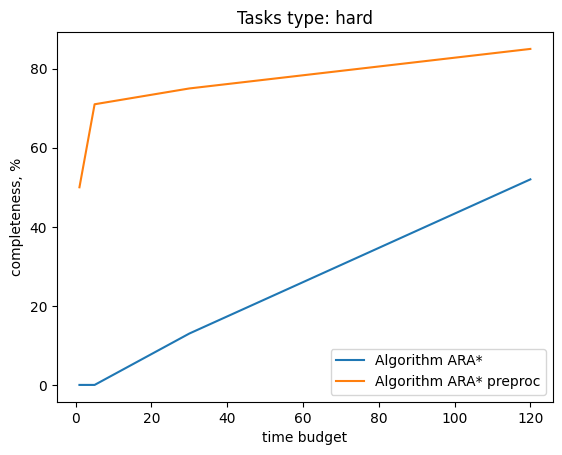 Tasks type: hard
completeness, %
80
60
40
20
0
0 20 40 60 80 100 120
time budget
Algorithm ARA*
Algorithm ARA* preproc